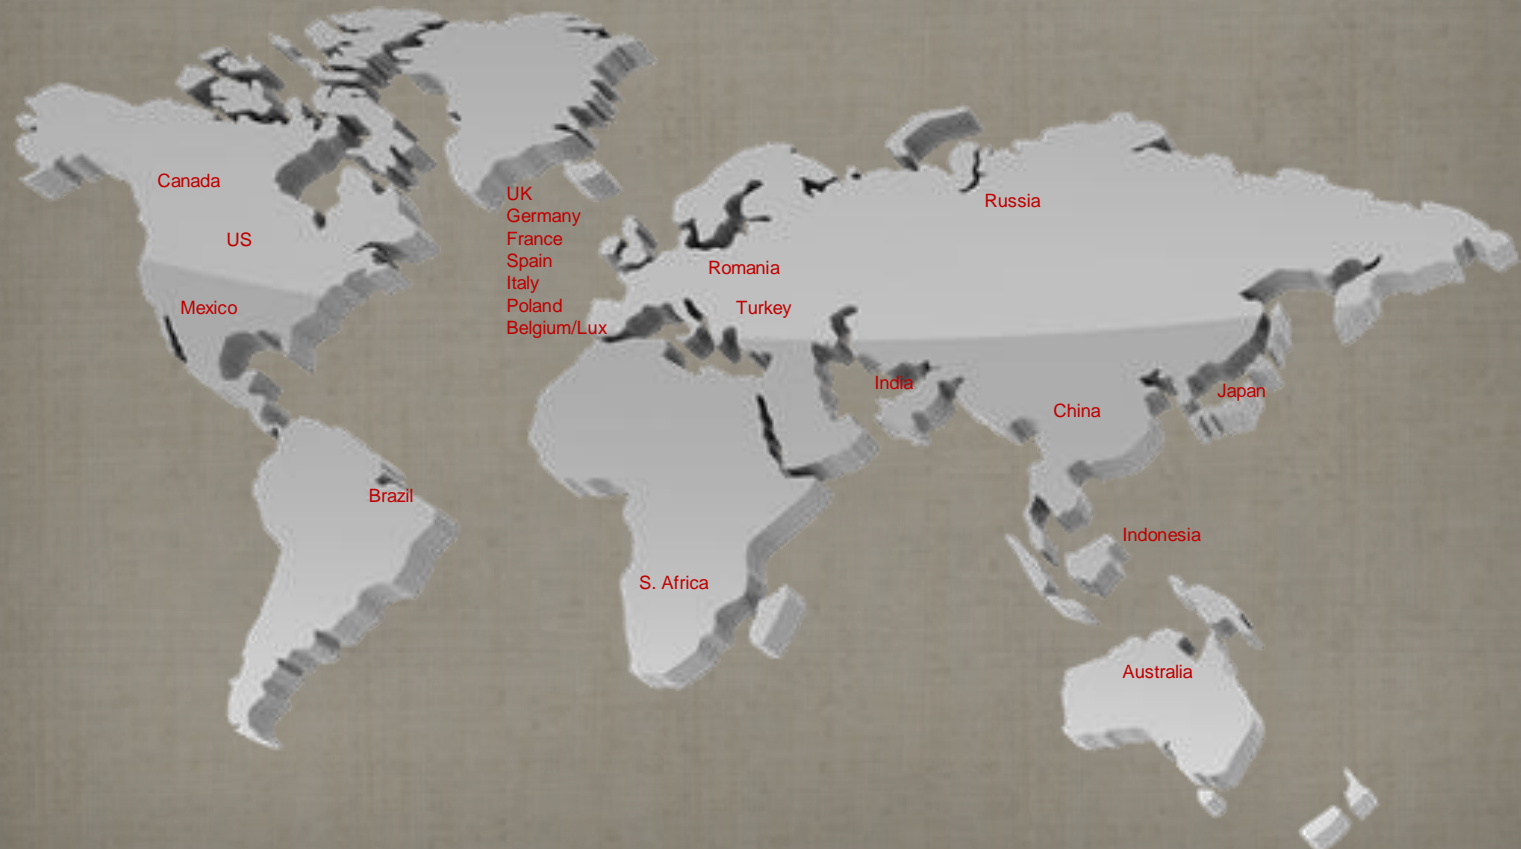 Canada
US
Mexico
UK
Germany
France
Spain
Italy
Poland
Belgium/Lux
Romania
Turkey
Russia
India
China
Japan
Brazil
S. Africa
Indonesia
Australia